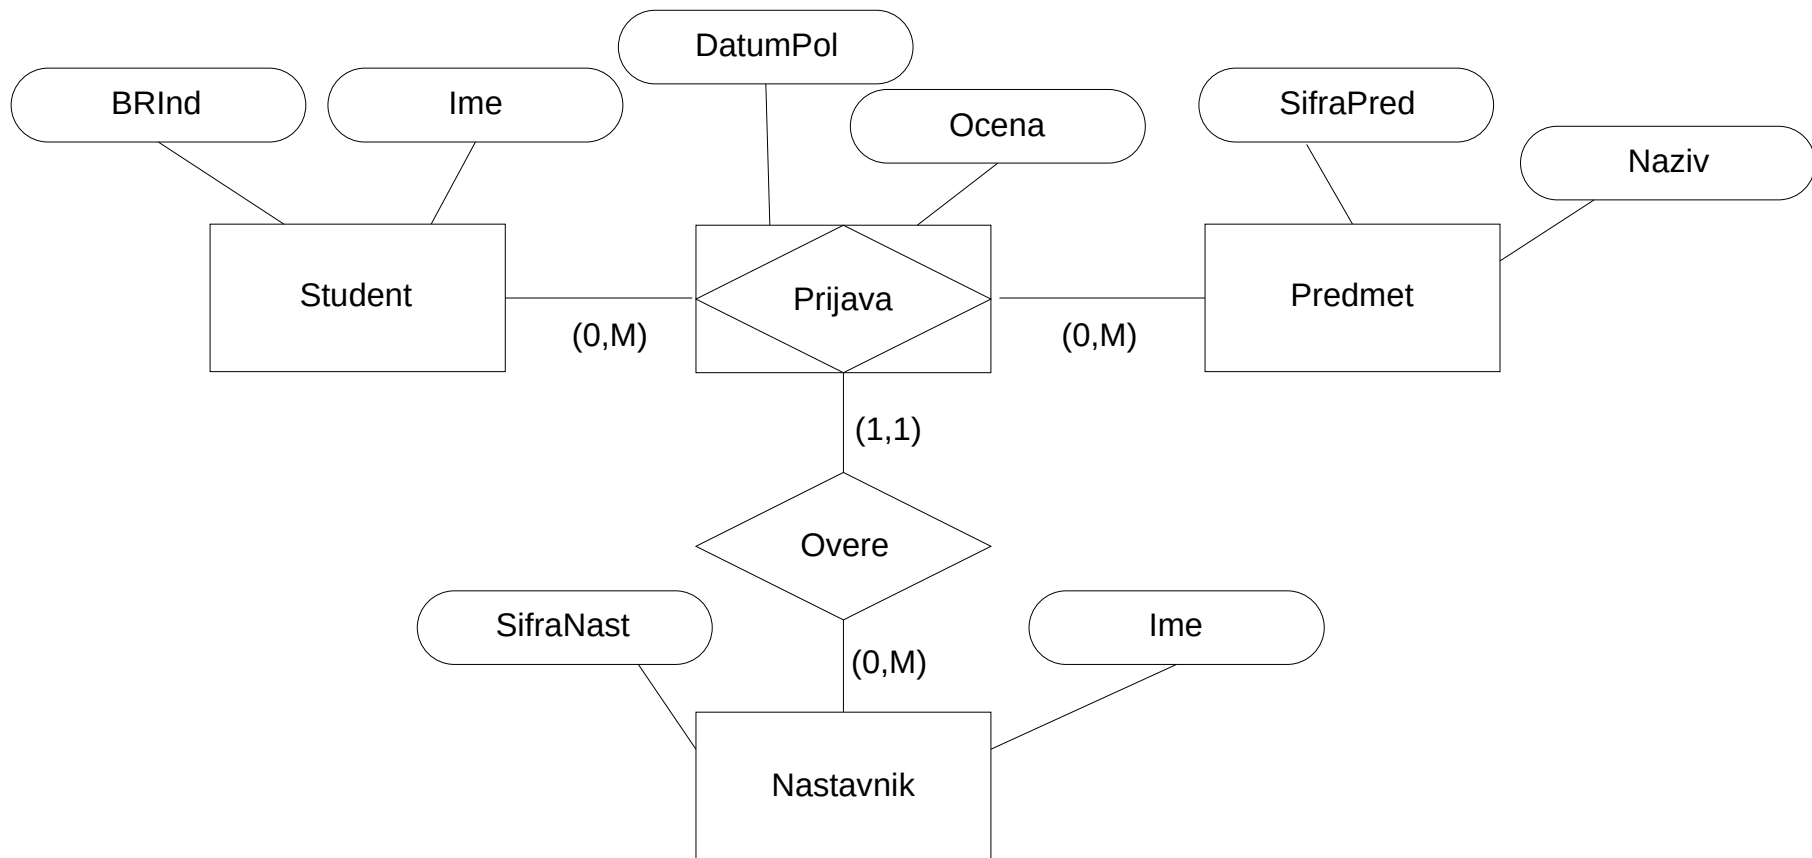 DatumPol
BRInd
Ime
SifraPred
Ocena
Naziv
Student
Prijava
Predmet
(0,M)
(0,M)
(1,1)
Overe
SifraNast
Ime
(0,M)
Nastavnik